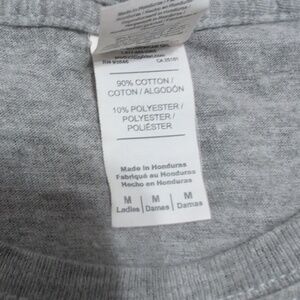 90% COTTON /
COTON / ALGODÓN
10% POLYESTER /
POLYESTER /
POLIÉSTER
Made in Honduras
Fabriqué au Honduras
Hecho en Honduras
M | M | M
Ladies | Dames | Damas